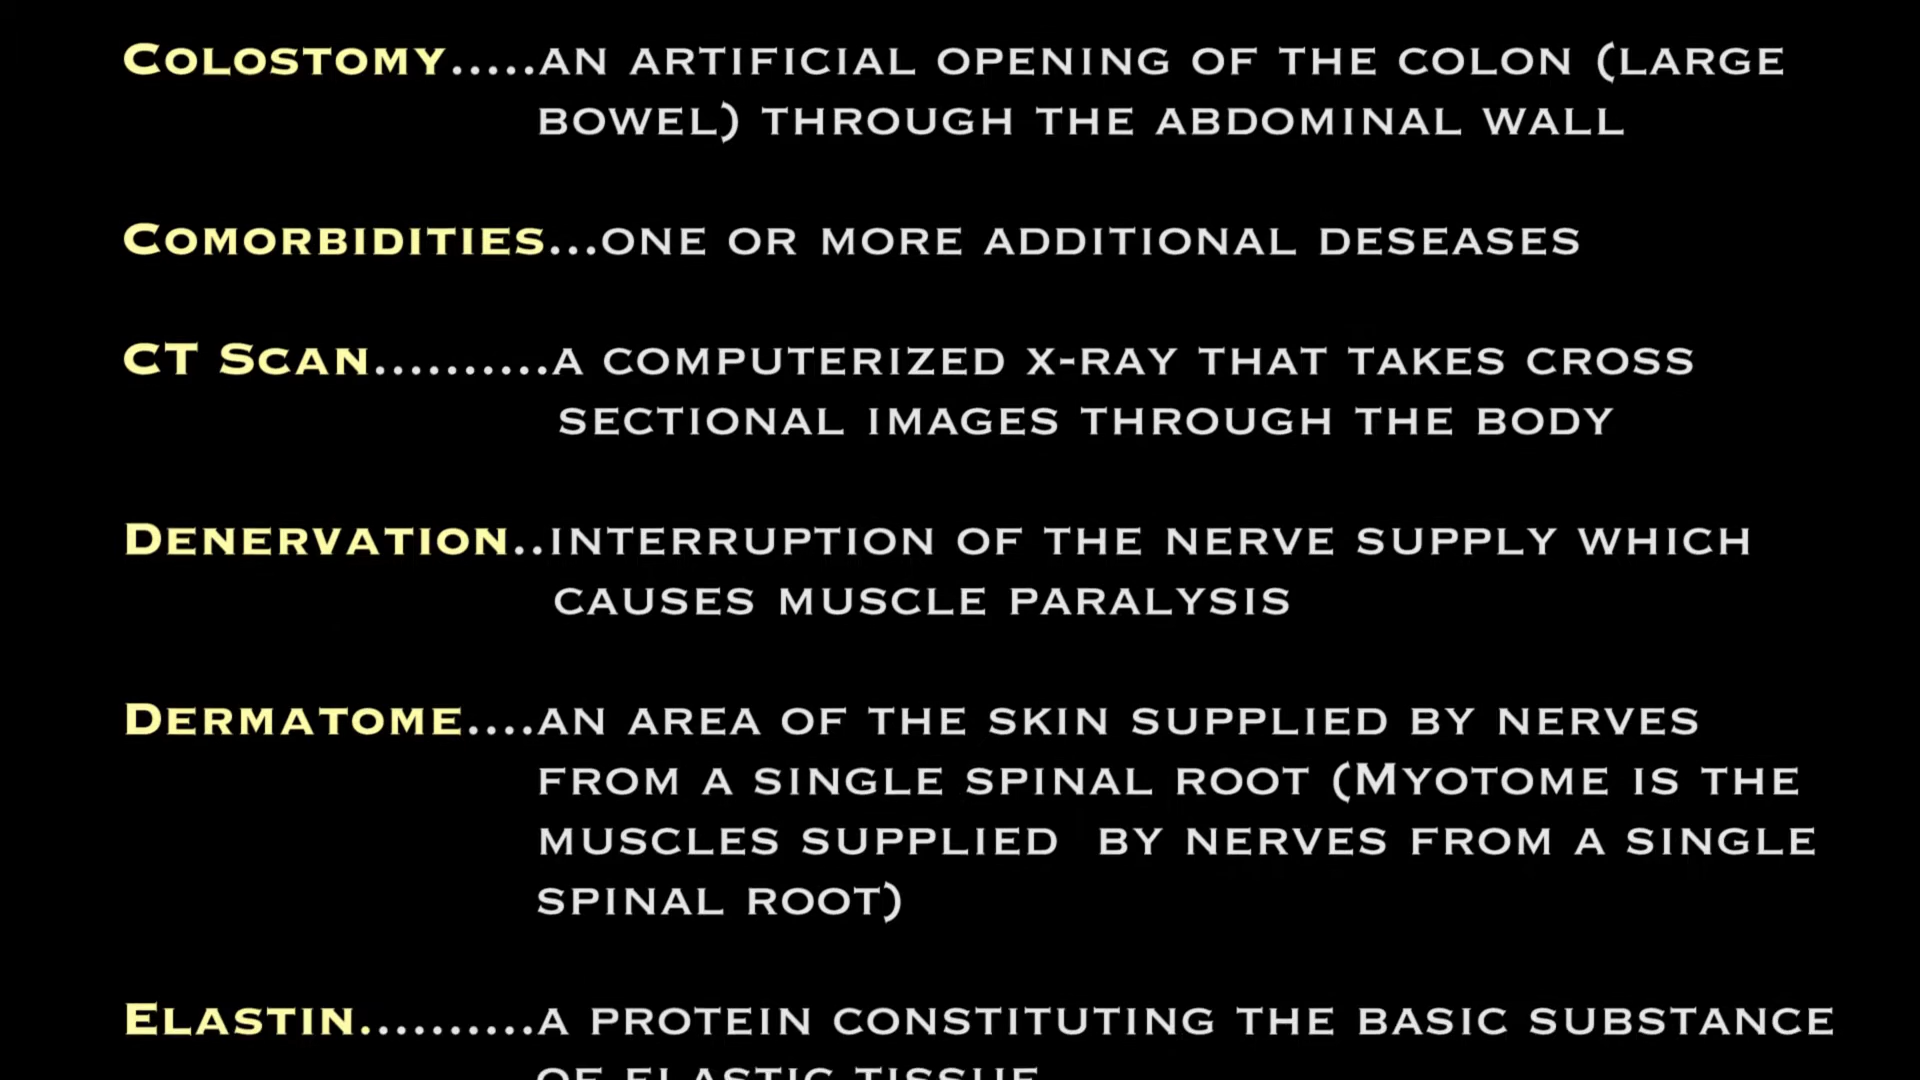 Colostomy.....an artificial opening of the colon (large
bowel) through the abdominal wall
Comorbidities...one or more additional deseases
CT Scan..........a computerized x-ray that takes cross
sectional images through the body
Denervation..interruption of the nerve supply which
causes muscle paralysis
Dermatome....an area of the skin supplied by nerves
from a single spinal root (Myotome is the
muscles supplied  by nerves from a single
spinal root)
Elastin..........a protein constituting the basic substance
of elastic tissue